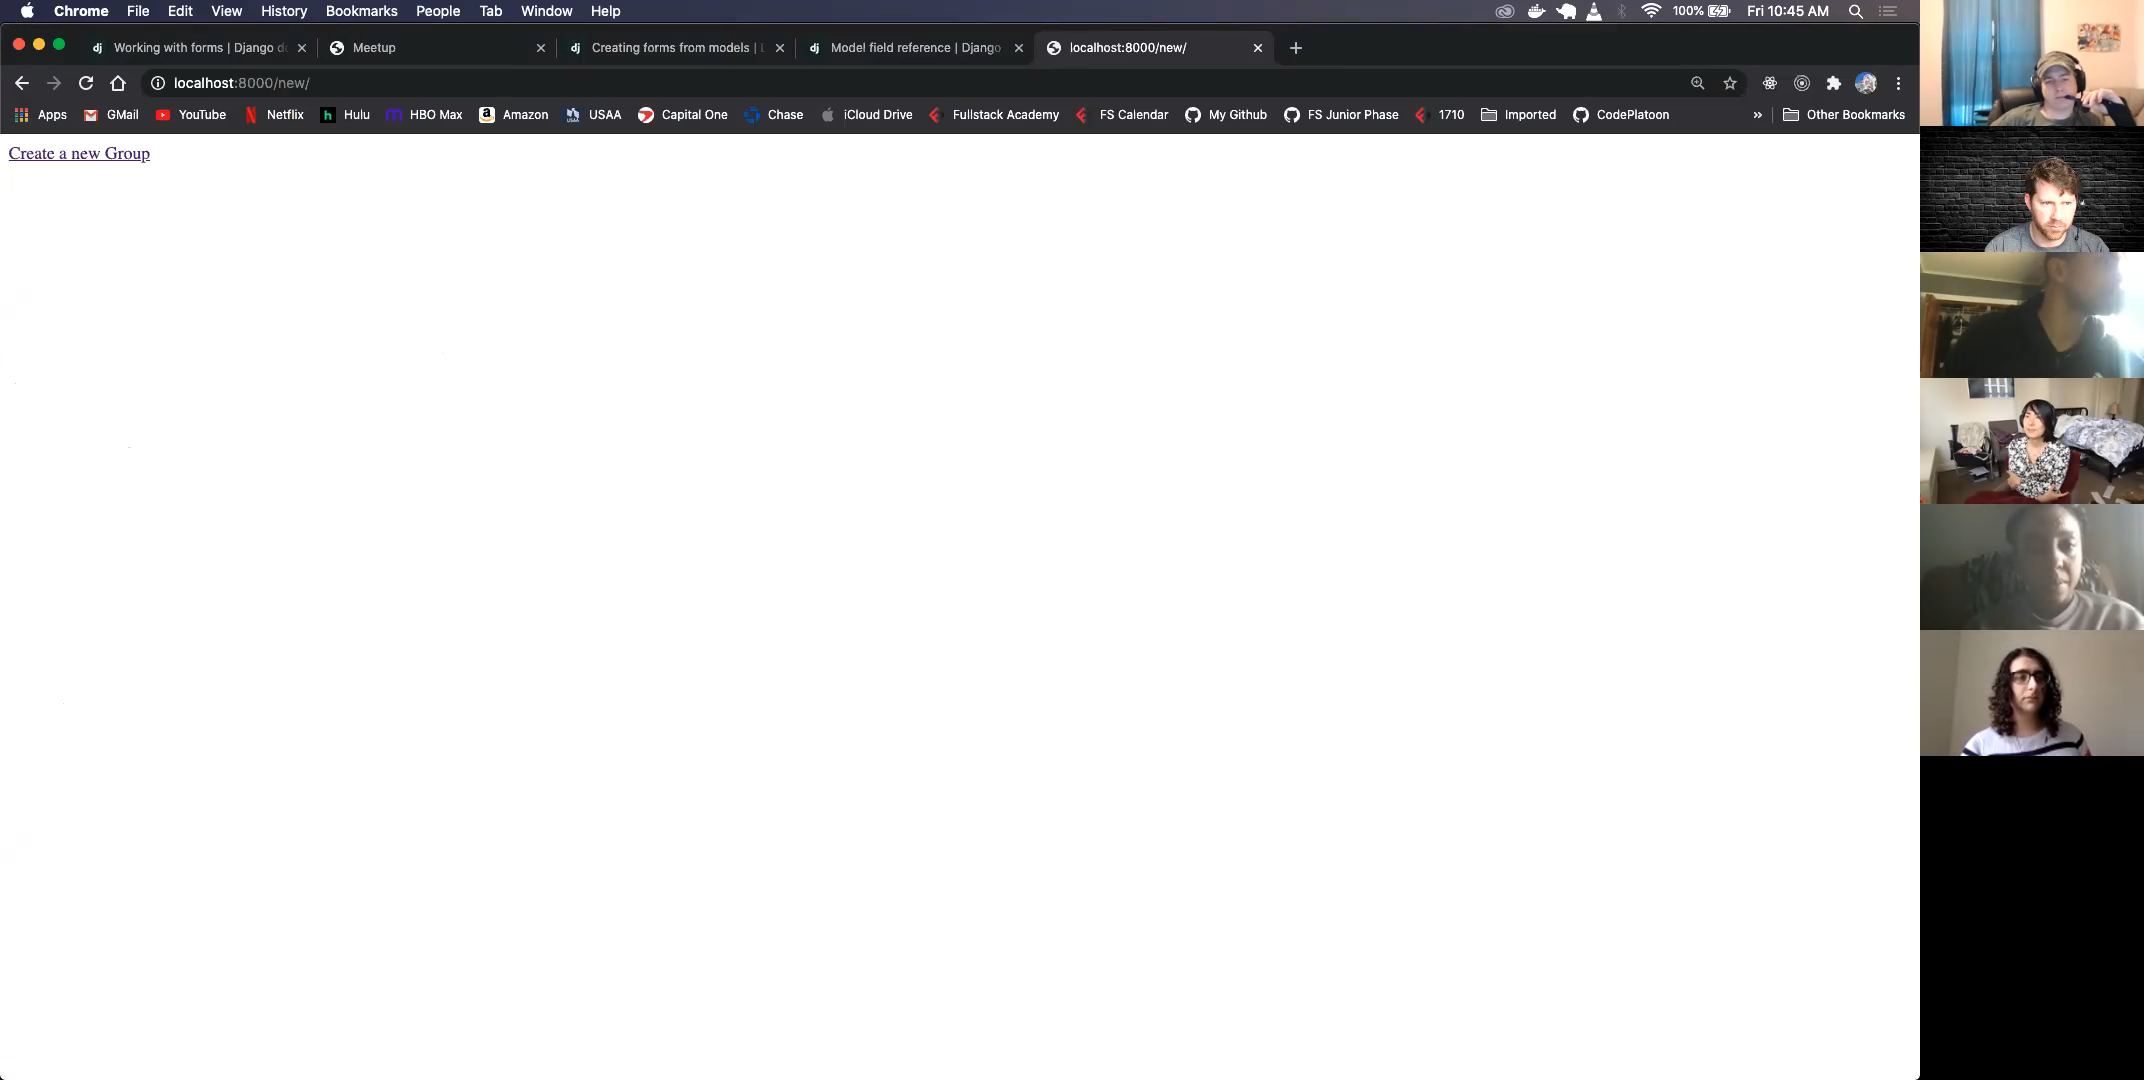 Chrome File Edit View History Bookmarks People Tab Window Help 100% Fri 10:45 AM
Working with forms | Django d Meetup Creating forms from models | Model field reference | Django localhost:8000/new/
localhost:8000/new/
Apps GMail YouTube Netflix Hulu HBO Max Amazon USAA Capital One Chase iCloud Drive Fullstack Academy FS Calendar My Github FS Junior Phase 1710 Imported CodePlatoon » Other Bookmarks
Create a new Group